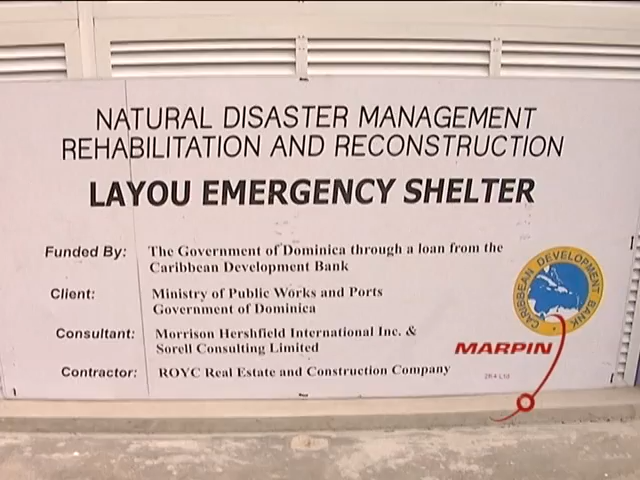 NATURAL DISASTER MANAGEMENT
REHABILITATION AND RECONSTRUCTION
LAYOU EMERGENCY SHELTER
Funded By: The Government of Dominica through a loan from the
Caribbean Development Bank
Client: Ministry of Public Works and Ports
Government of Dominica
Consultant: Morrison Hershfield International Inc. &
Sorell Consulting Limited
Contractor: ROYC Real Estate and Construction Company
CARIBBEAN DEVELOPMENT BANK
MARPIN